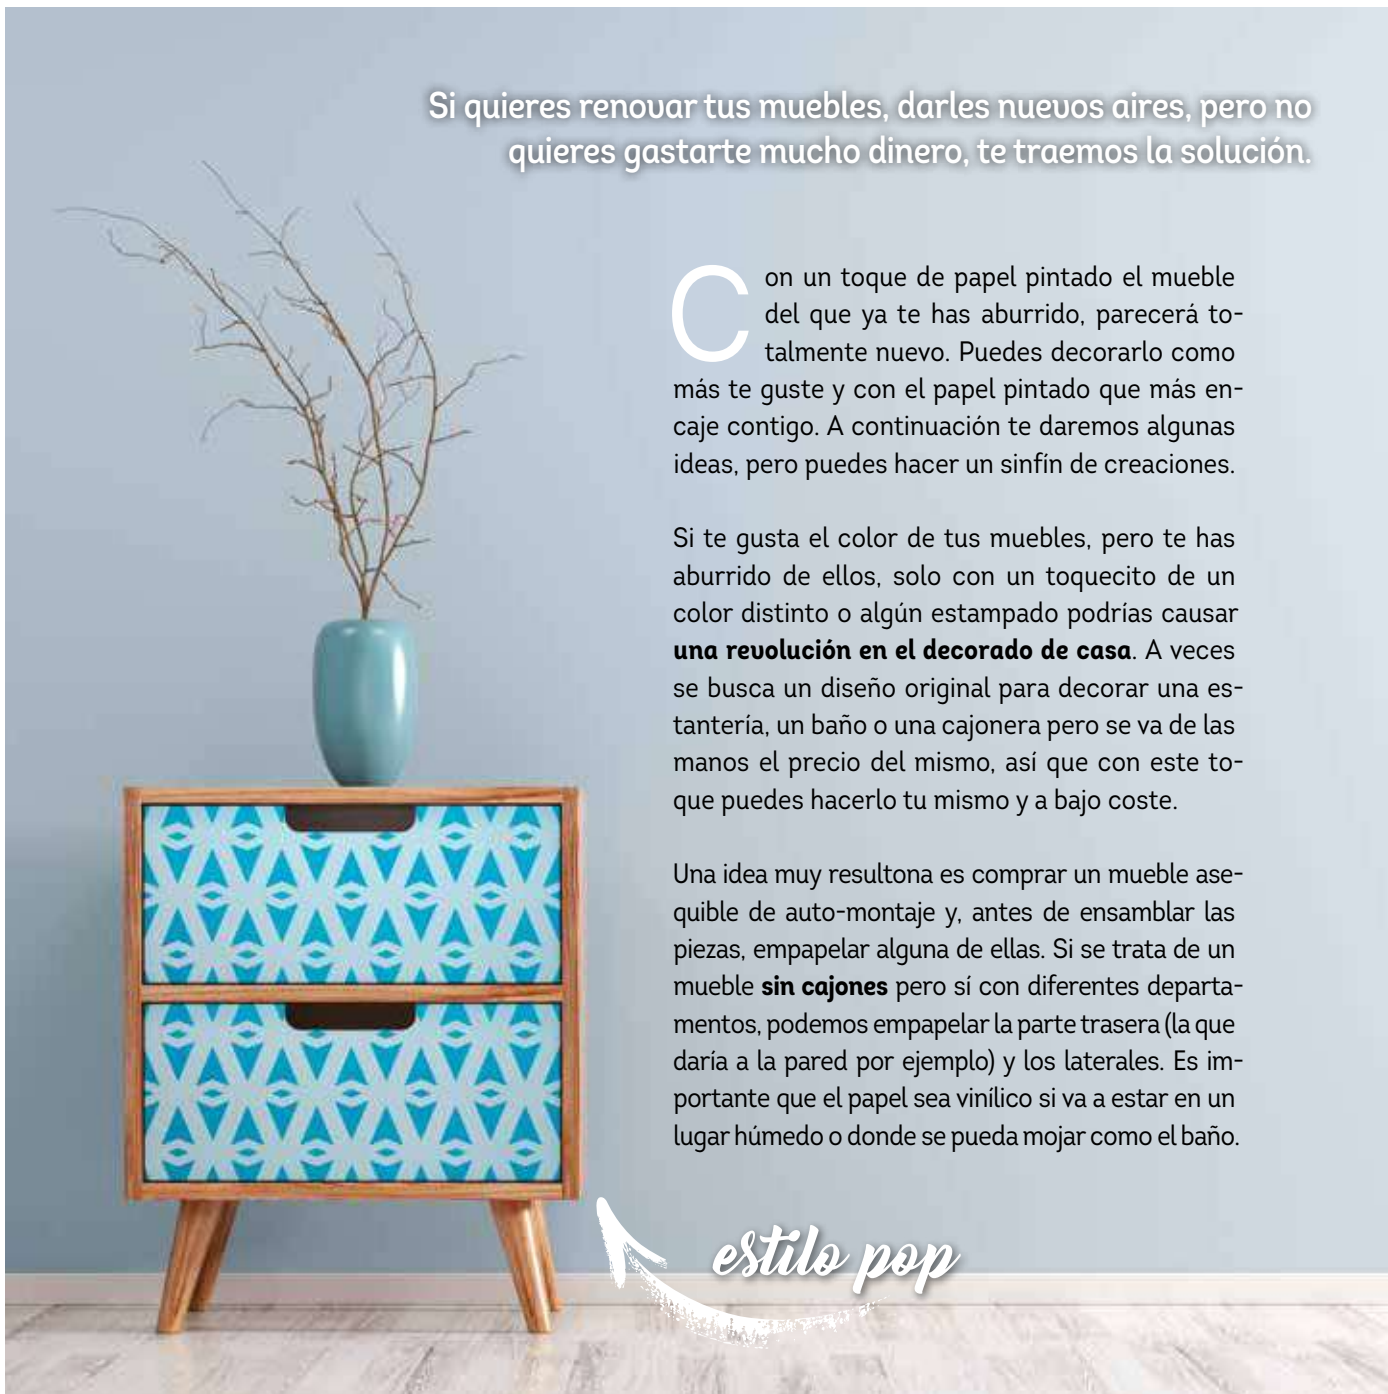 Si quieres renovar tus muebles, darles nuevos aires, pero no
quieres gastarte mucho dinero, te traemos la solución.
Con un toque de papel pintado el mueble
del que ya te has aburrido, parecerá to-
talmente nuevo. Puedes decorarlo como
más te guste y con el papel pintado que más en-
caje contigo. A continuación te daremos algunas
ideas, pero puedes hacer un sinfín de creaciones.
Si te gusta el color de tus muebles, pero te has
aburrido de ellos, solo con un toquecito de un
color distinto o algún estampado podrías causar
una revolución en el decorado de casa. A veces
se busca un diseño original para decorar una es-
tantería, un baño o una cajonera pero se va de las
manos el precio del mismo, así que con este to-
que puedes hacerlo tu mismo y a bajo coste.
Una idea muy resultona es comprar un mueble ase-
quible de auto-montaje y, antes de ensamblar las
piezas, empapelar alguna de ellas. Si se trata de un
mueble sin cajones pero sí con diferentes departa-
mentos, podemos empapelar la parte trasera (la que
daría a la pared por ejemplo) y los laterales. Es im-
portante que el papel sea vinílico si va a estar en un
lugar húmedo o donde se pueda mojar como el baño.
estilo pop